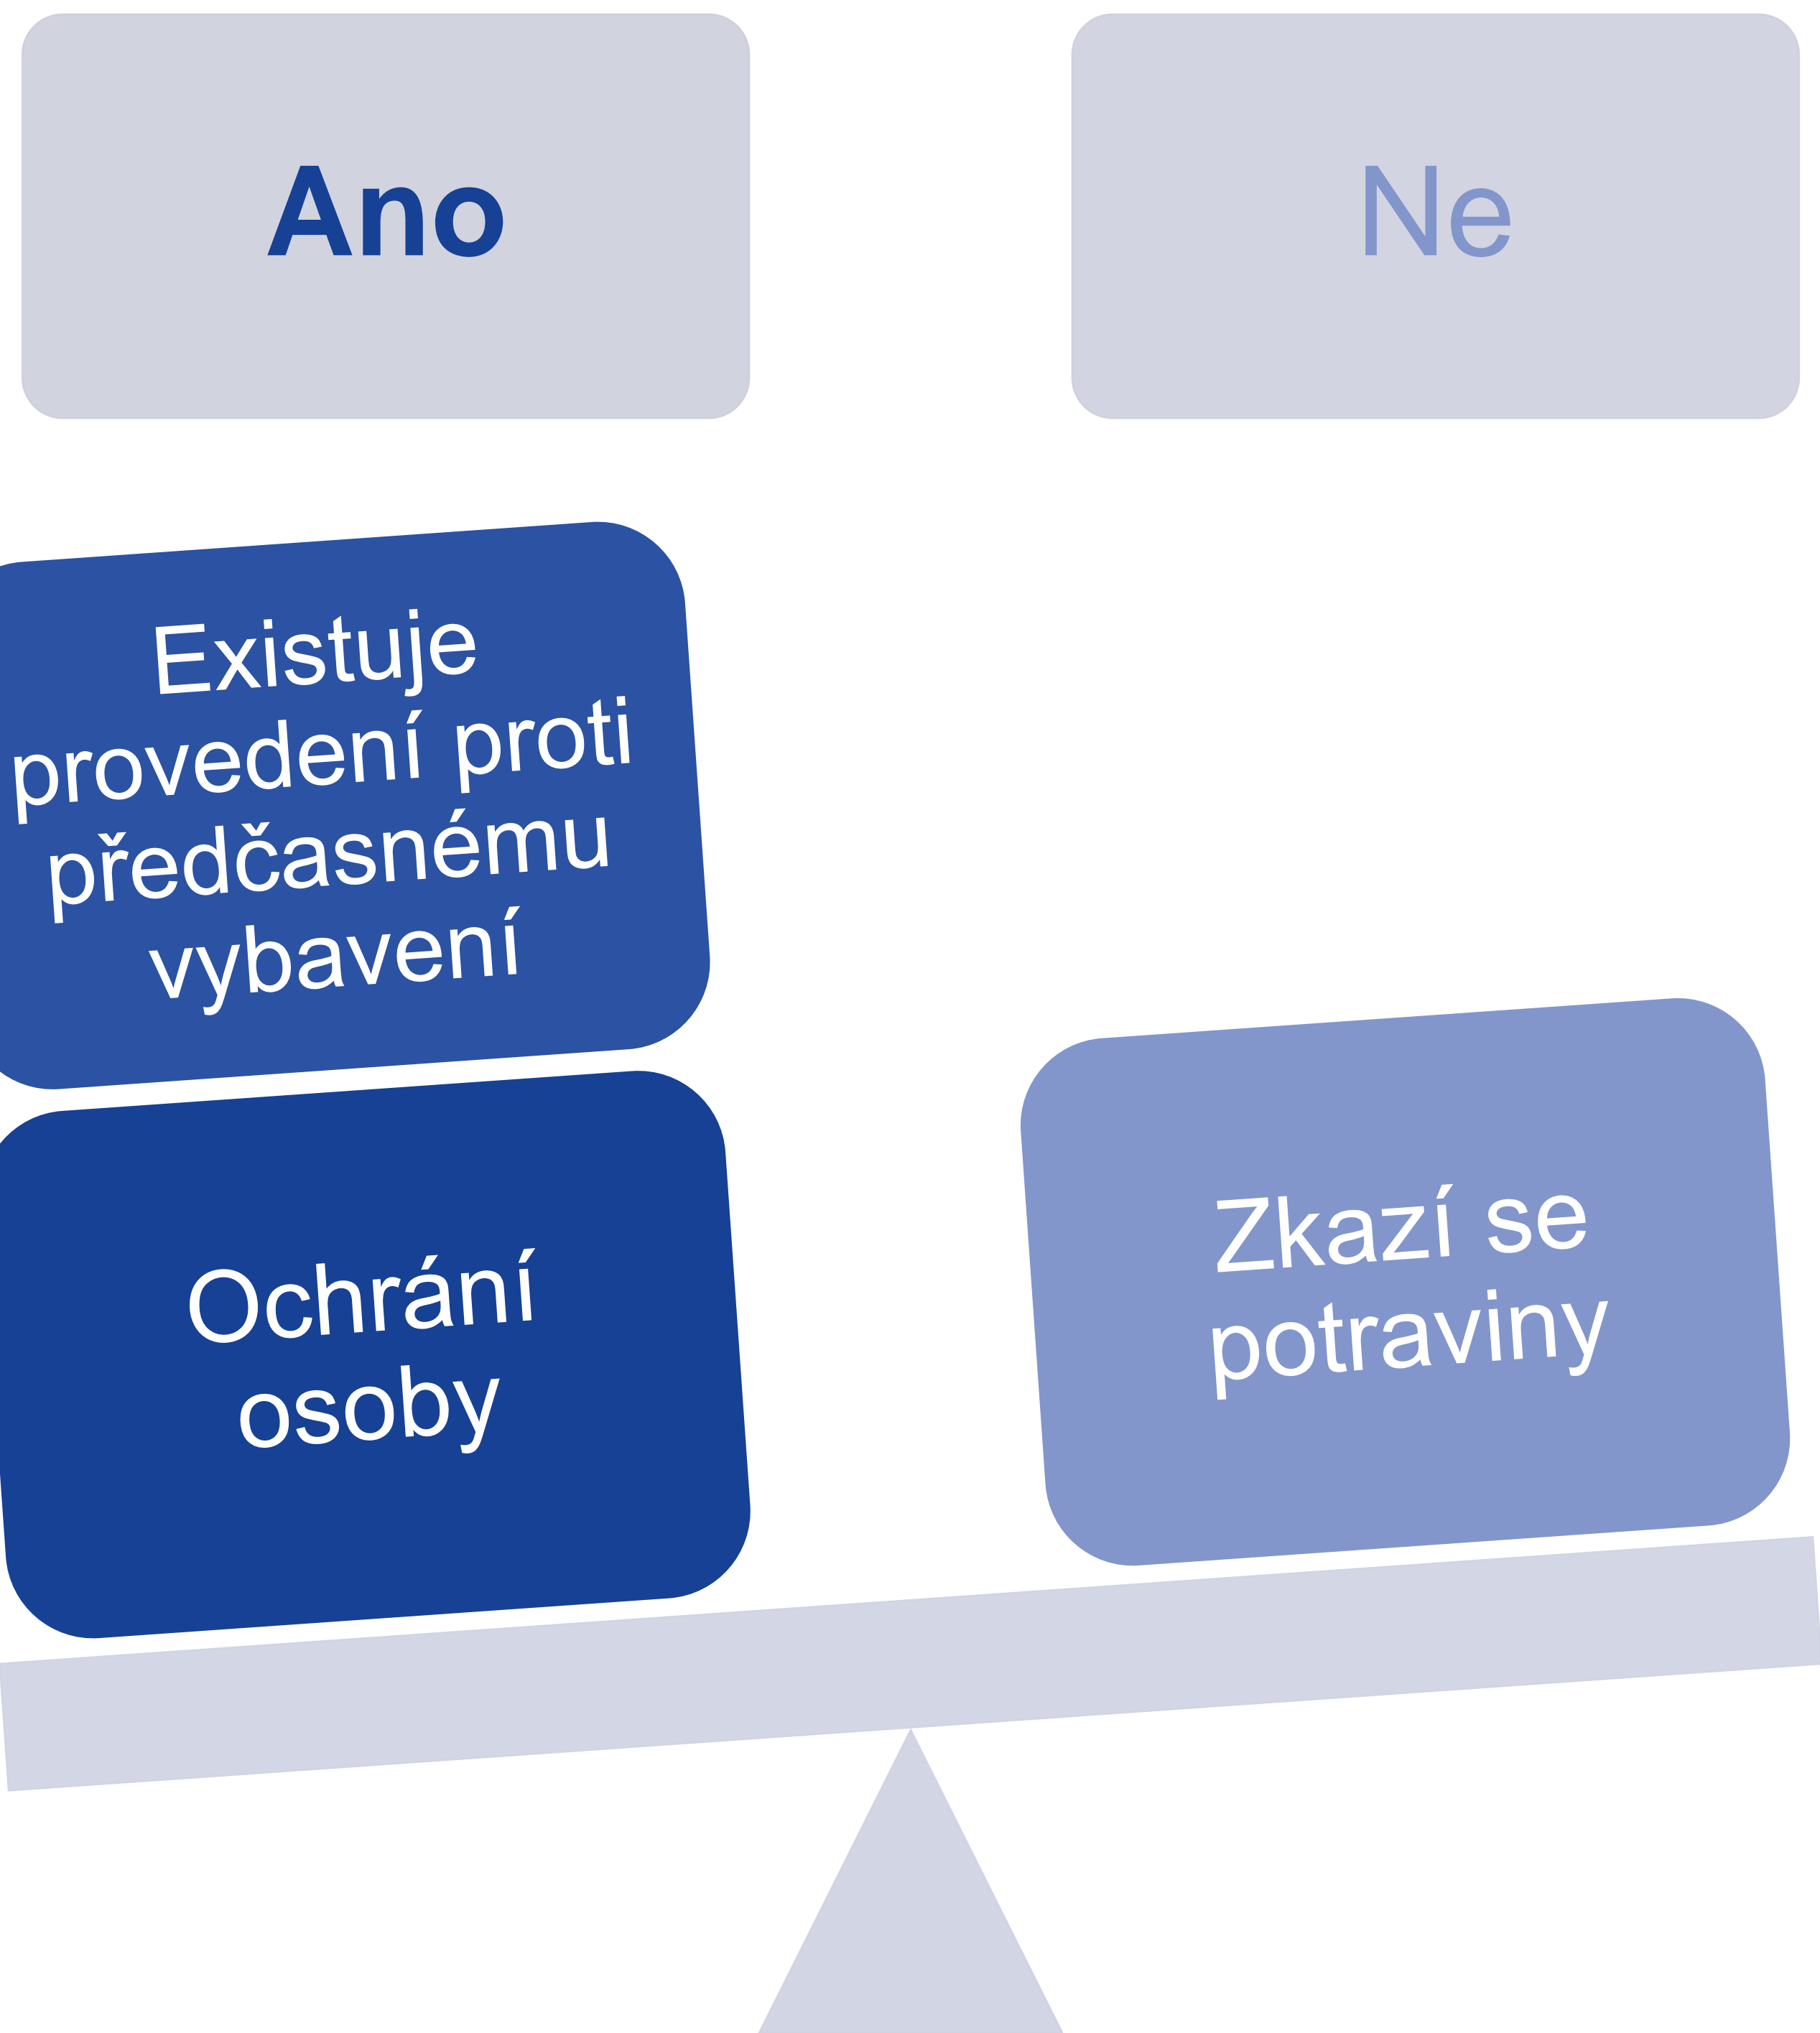 Ano
Ne
Existuje
provedení proti
předčasnému
vybavení
Ochrání
osoby
Zkazí se
potraviny